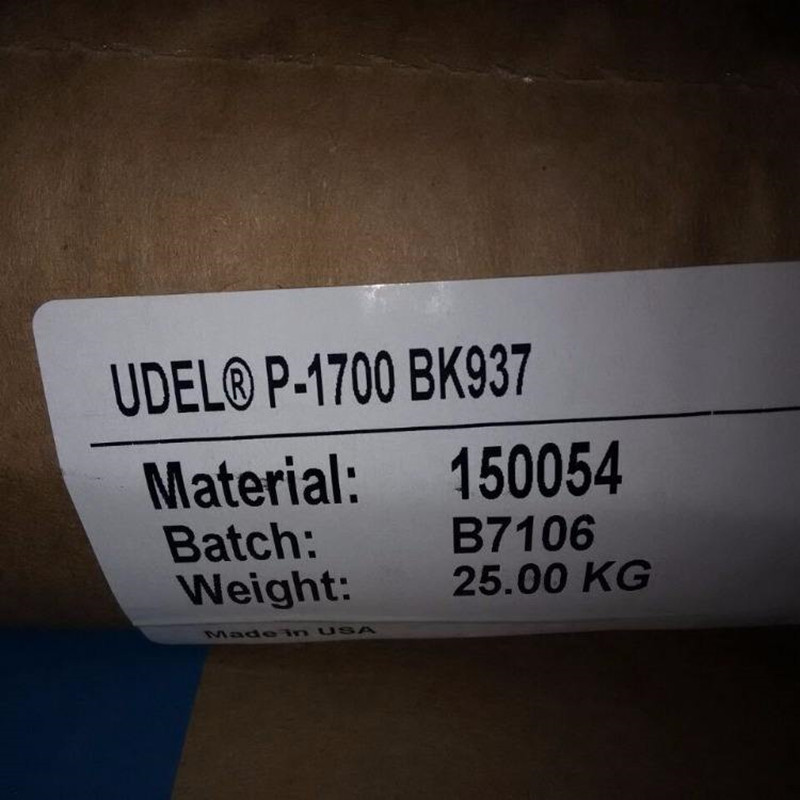 UDEL® P-1700 BK937
Material: 150054
Batch: B7106
Weight: 25.00 KG
Made in USA